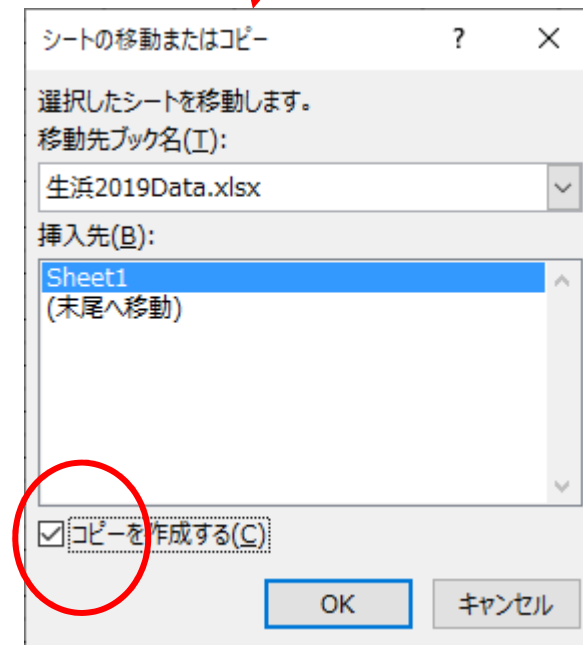 シートの移動またはコピー ? ×
選択したシートを移動します。
移動先ブック名(T):
生浜2019Data.xlsx
挿入先(B):
Sheet1
(末尾へ移動)
コピーを作成する(C)
OK キャンセル